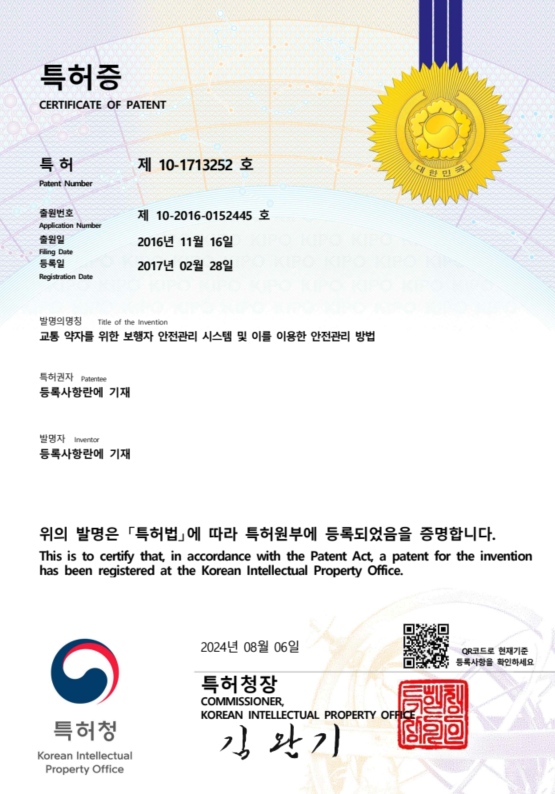 특허증
CERTIFICATE OF PATENT
대한민국
특 허 제 10-1713252 호
Patent Number
출원번호 제 10-2016-0152445 호
Application Number
출원일 2016년 11월 16일
Filing Date
등록일 2017년 02월 28일
Registration Date
발명의명칭 Title of the Invention
교통 약자를 위한 보행자 안전관리 시스템 및 이를 이용한 안전관리 방법
특허권자 Patentee
등록사항란에 기재
발명자 Inventor
등록사항란에 기재
위의 발명은 「특허법」에 따라 특허원부에 등록되었음을 증명합니다.
This is to certify that, in accordance with the Patent Act, a patent for the invention
has been registered at the Korean Intellectual Property Office.
2024년 08월 06일
QR코드로 현재기준
등록사항을 확인하세요
특허청장
COMMISSIONER,
KOREAN INTELLECTUAL PROPERTY OFFICE
김 완 기
특허청
Korean Intellectual
Property Office